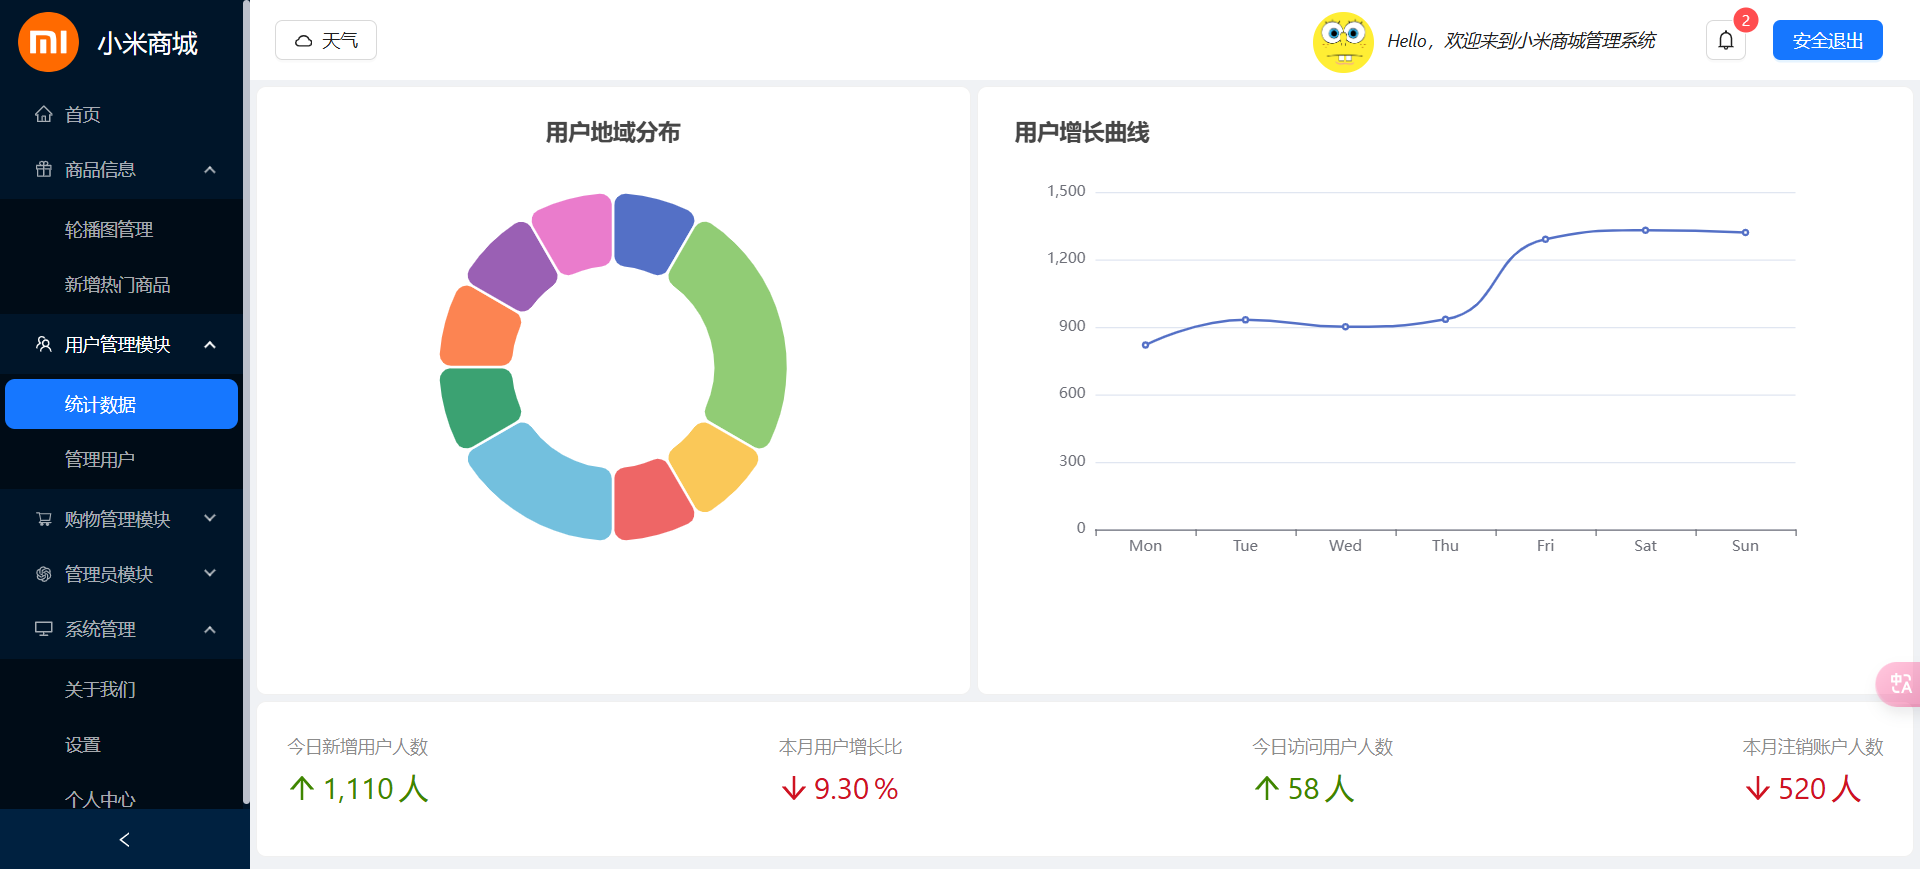 小米商城
首页
商品信息
轮播图管理
新增热门商品
用户管理模块
统计数据
管理用户
购物管理模块
管理员模块
系统管理
关于我们
设置
个人中心
天气
Hello，欢迎来到小米商城管理系统
2
安全退出
用户地域分布
用户增长曲线
1,500
1,200
900
600
300
0
Mon Tue Wed Thu Fri Sat Sun
今日新增用户人数
1,110 人
本月用户增长比
9.30 %
今日访问用户人数
58 人
本月注销账户人数
520 人
中 A